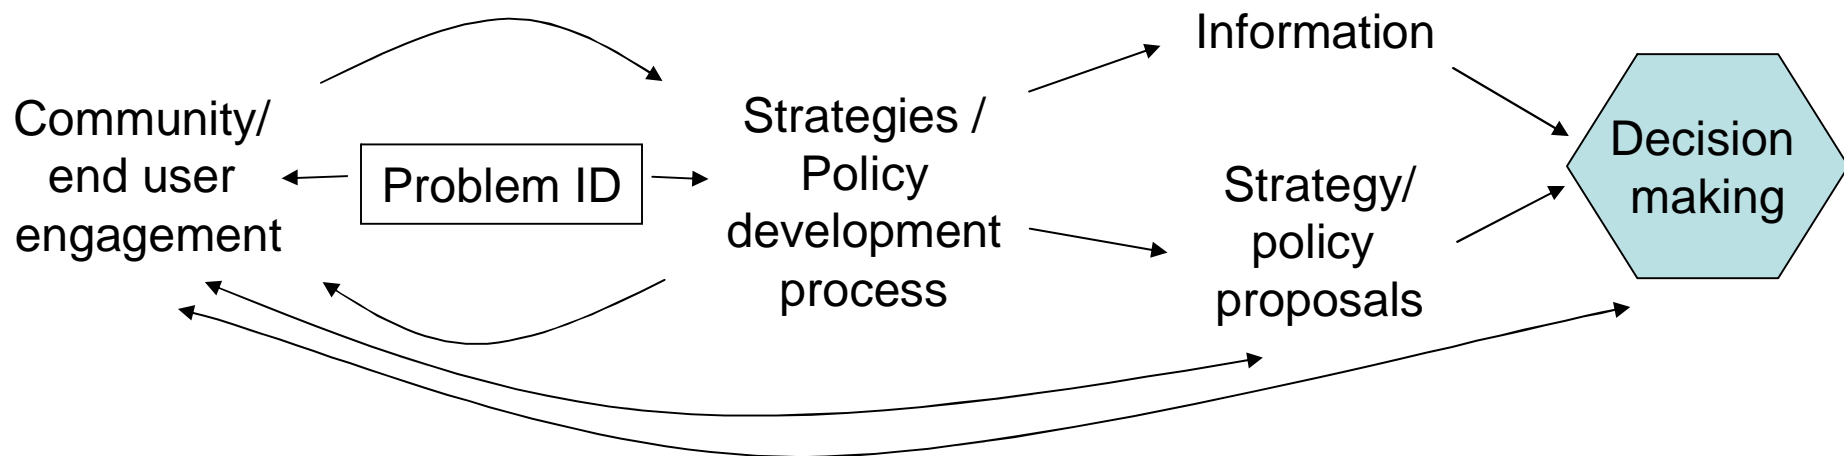 Community/
end user
engagement
Problem ID
Strategies /
Policy
development
process
Information
Strategy/
policy
proposals
Decision
making